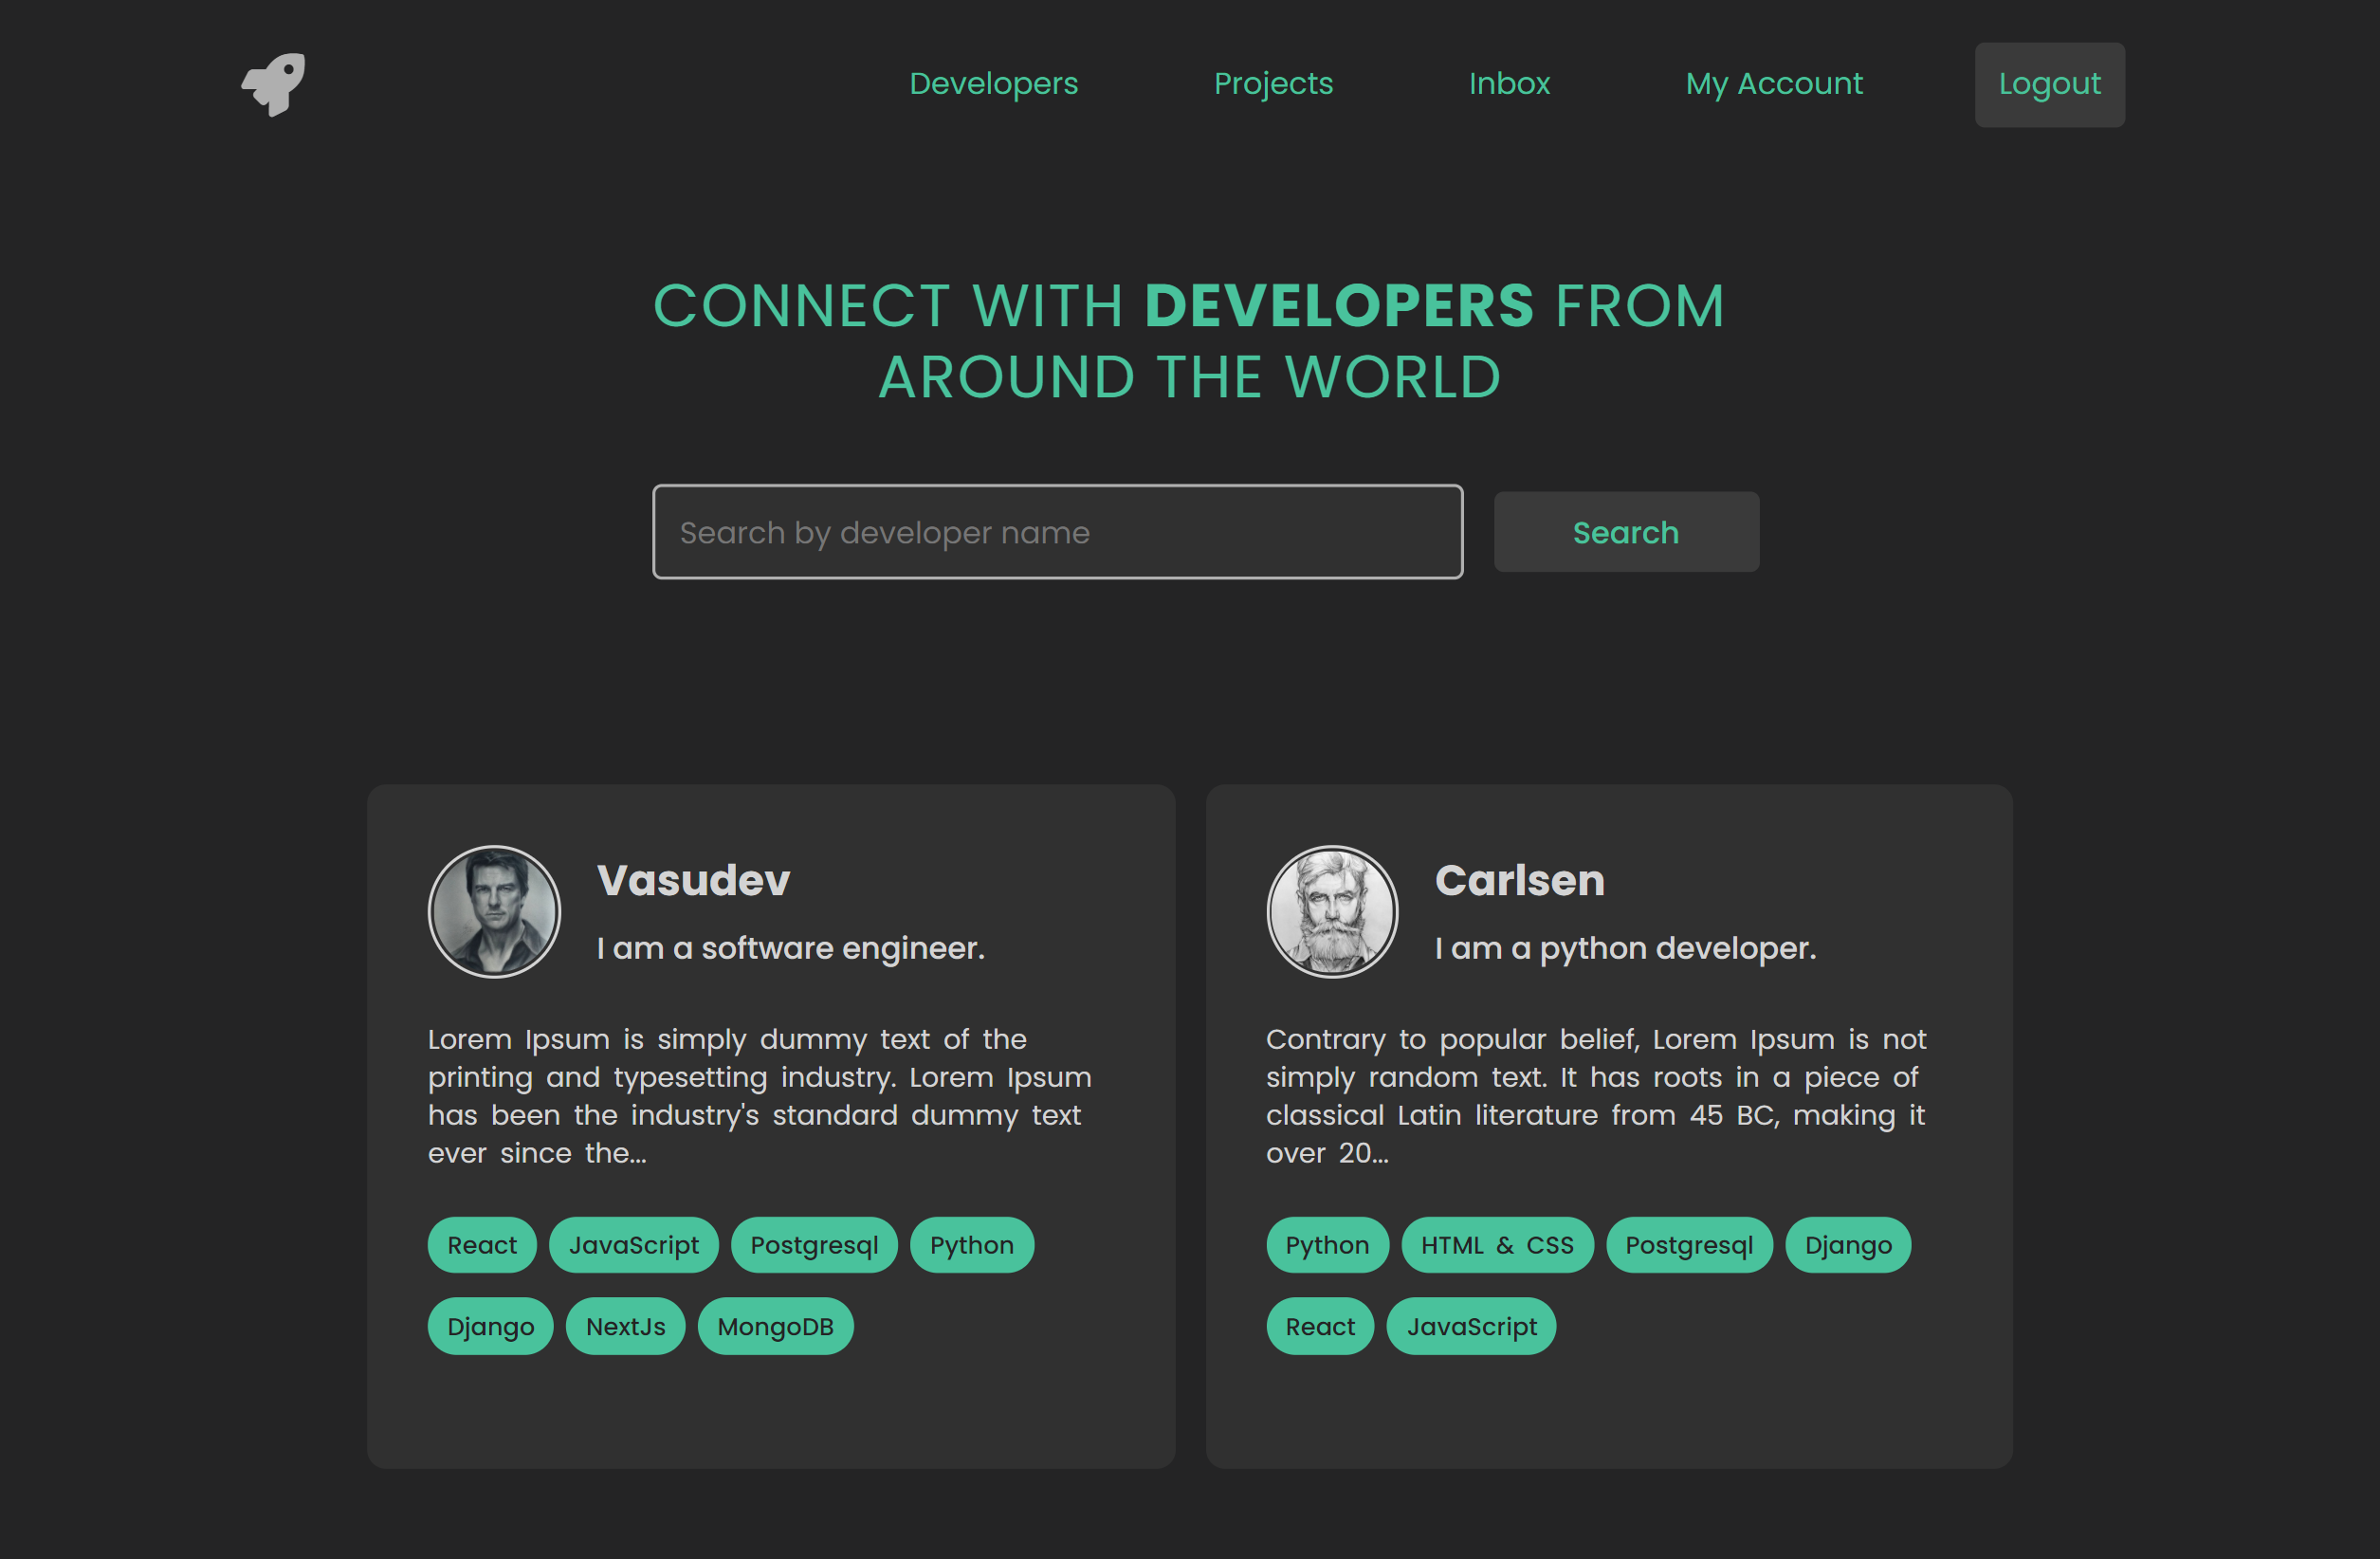 Developers Projects Inbox My Account Logout
CONNECT WITH DEVELOPERS FROM
AROUND THE WORLD
Search by developer name Search
Vasudev
I am a software engineer.
Lorem Ipsum is simply dummy text of the
printing and typesetting industry. Lorem Ipsum
has been the industry's standard dummy text
ever since the...
React JavaScript Postgresql Python
Django NextJs MongoDB
Carlsen
I am a python developer.
Contrary to popular belief, Lorem Ipsum is not
simply random text. It has roots in a piece of
classical Latin literature from 45 BC, making it
over 20...
Python HTML & CSS Postgresql Django
React JavaScript